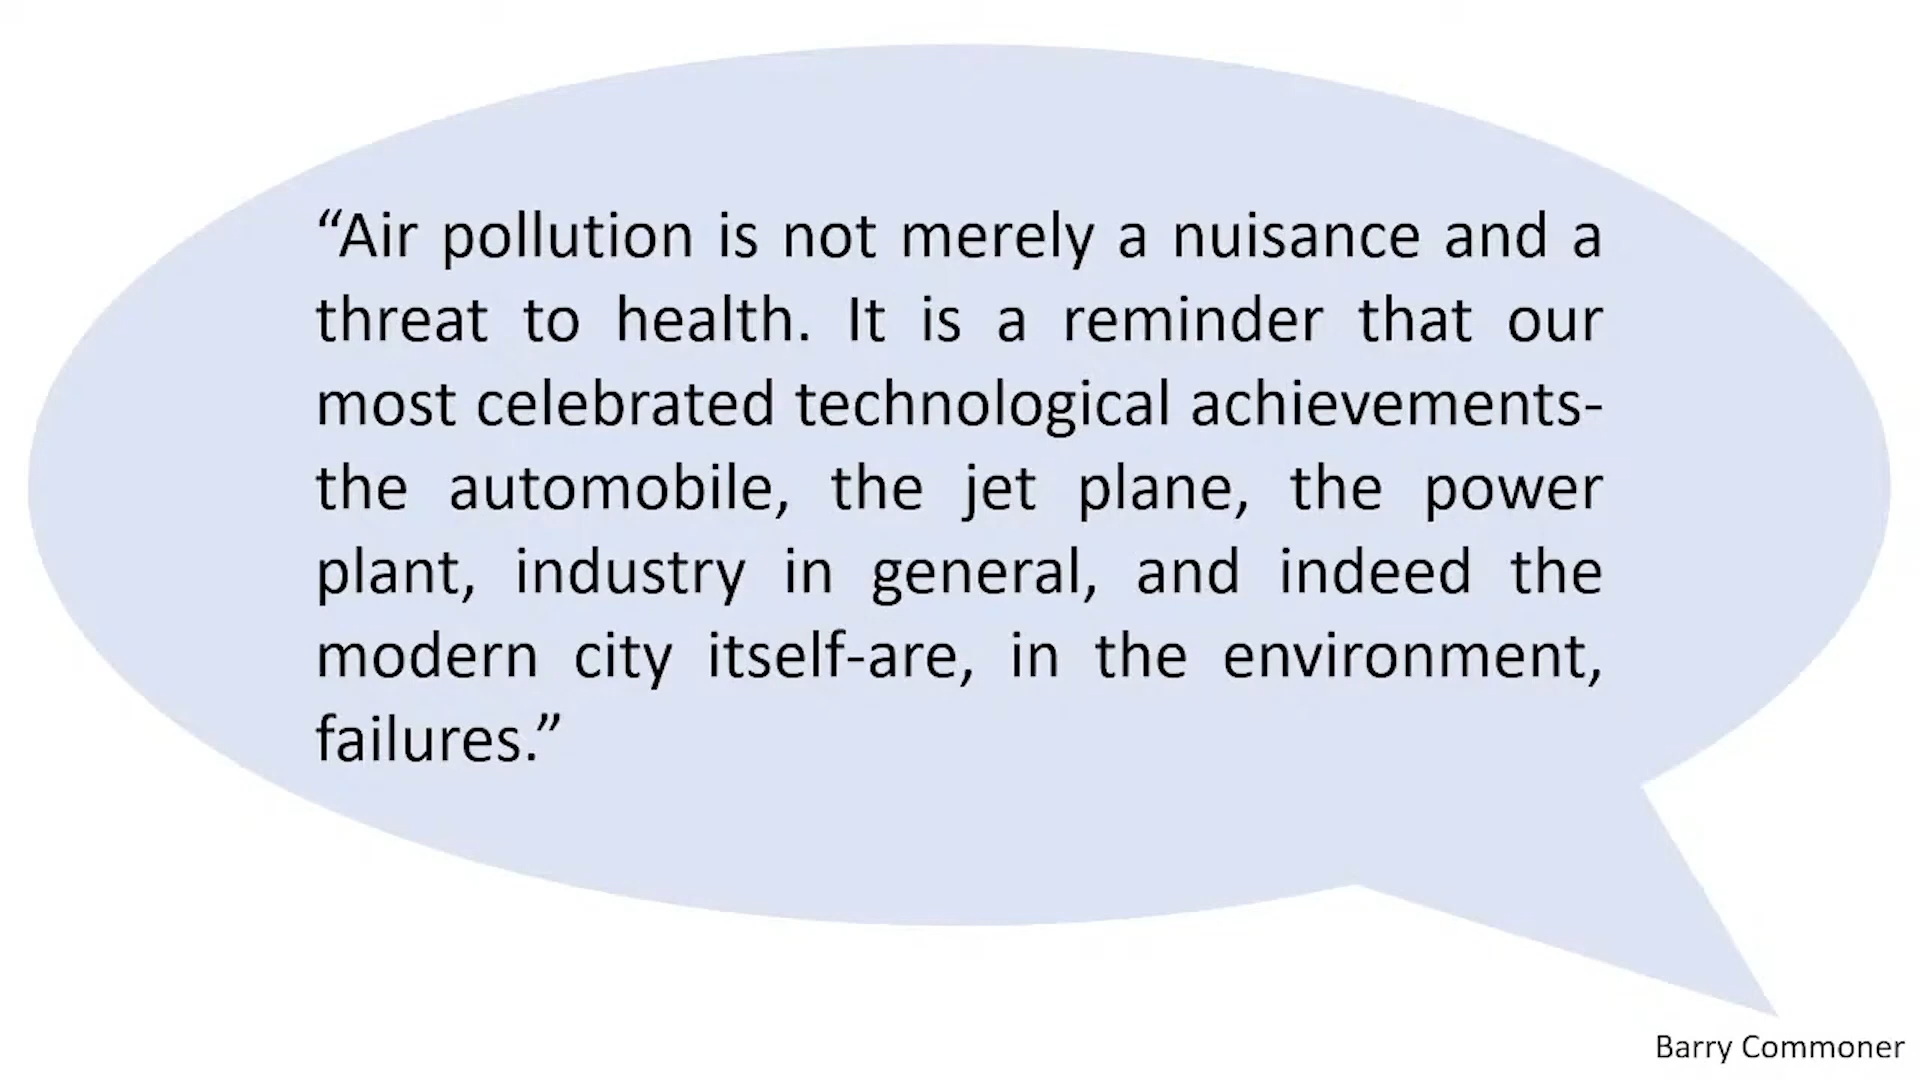 “Air pollution is not merely a nuisance and a
threat to health. It is a reminder that our
most celebrated technological achievements-
the automobile, the jet plane, the power
plant, industry in general, and indeed the
modern city itself-are, in the environment,
failures.”
Barry Commoner